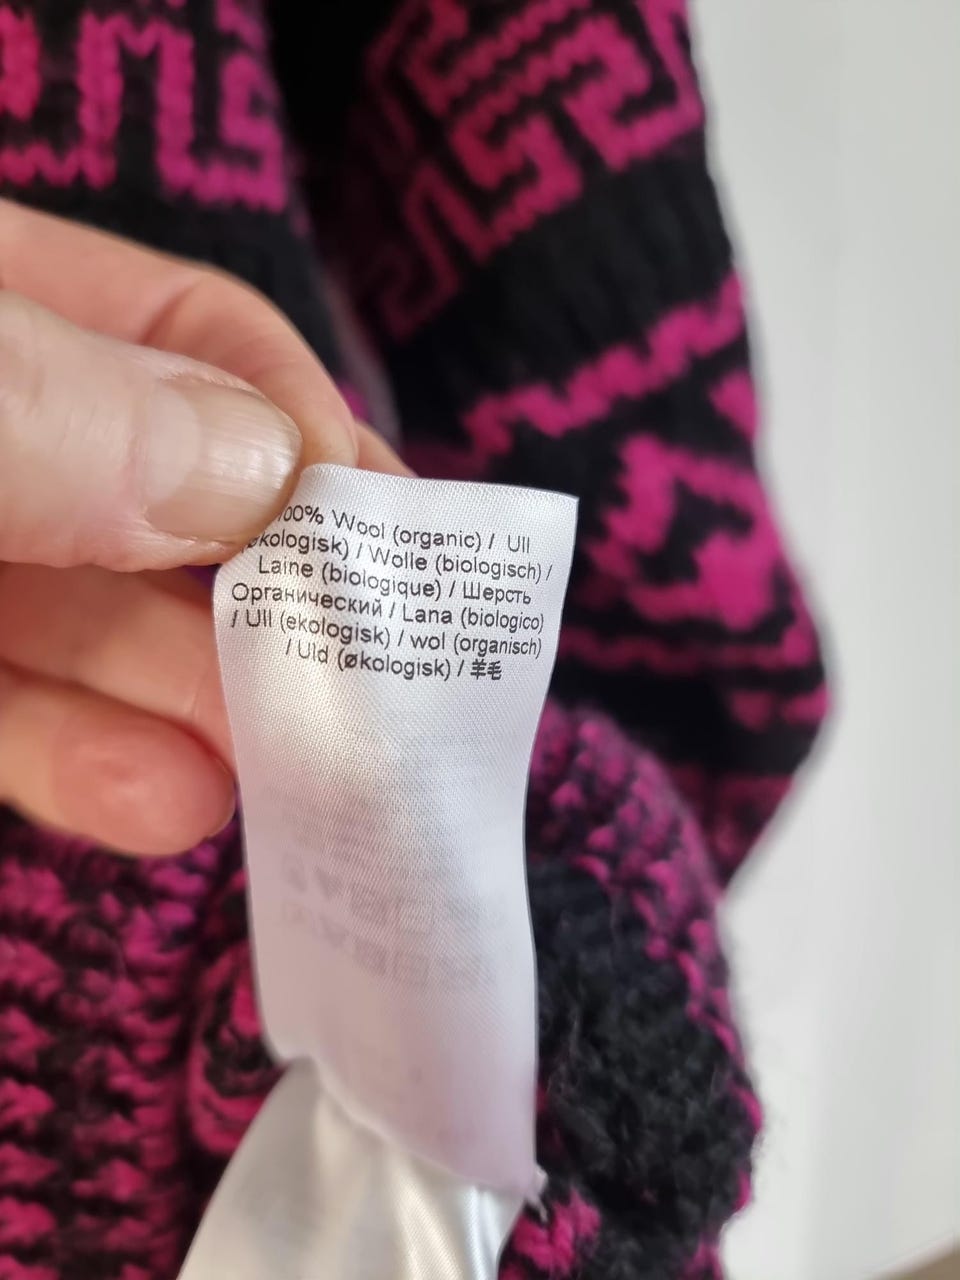 100% Wool (organic) / Ull
(økologisk) / Wolle (biologisch) /
Laine (biologique) / Шерсть
Органический / Lana (biologico)
/ Ull (ekologisk) / wol (organisch)
/ Uld (økologisk) / 羊毛